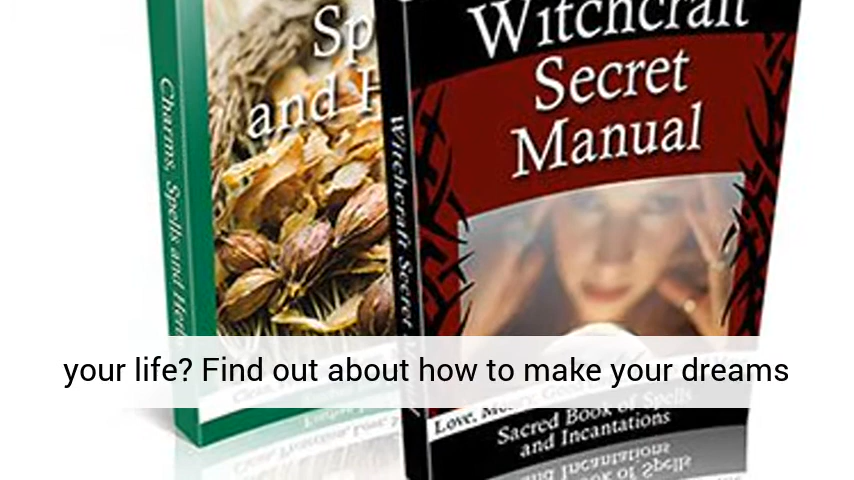 Sp
and H
Charms, Spells and Her
Witchcraft
Secret
Manual
Witchcraft Secret
your life? Find out about how to make your dreams
Love, Mo
Sacred Book of Spells
and Incantations